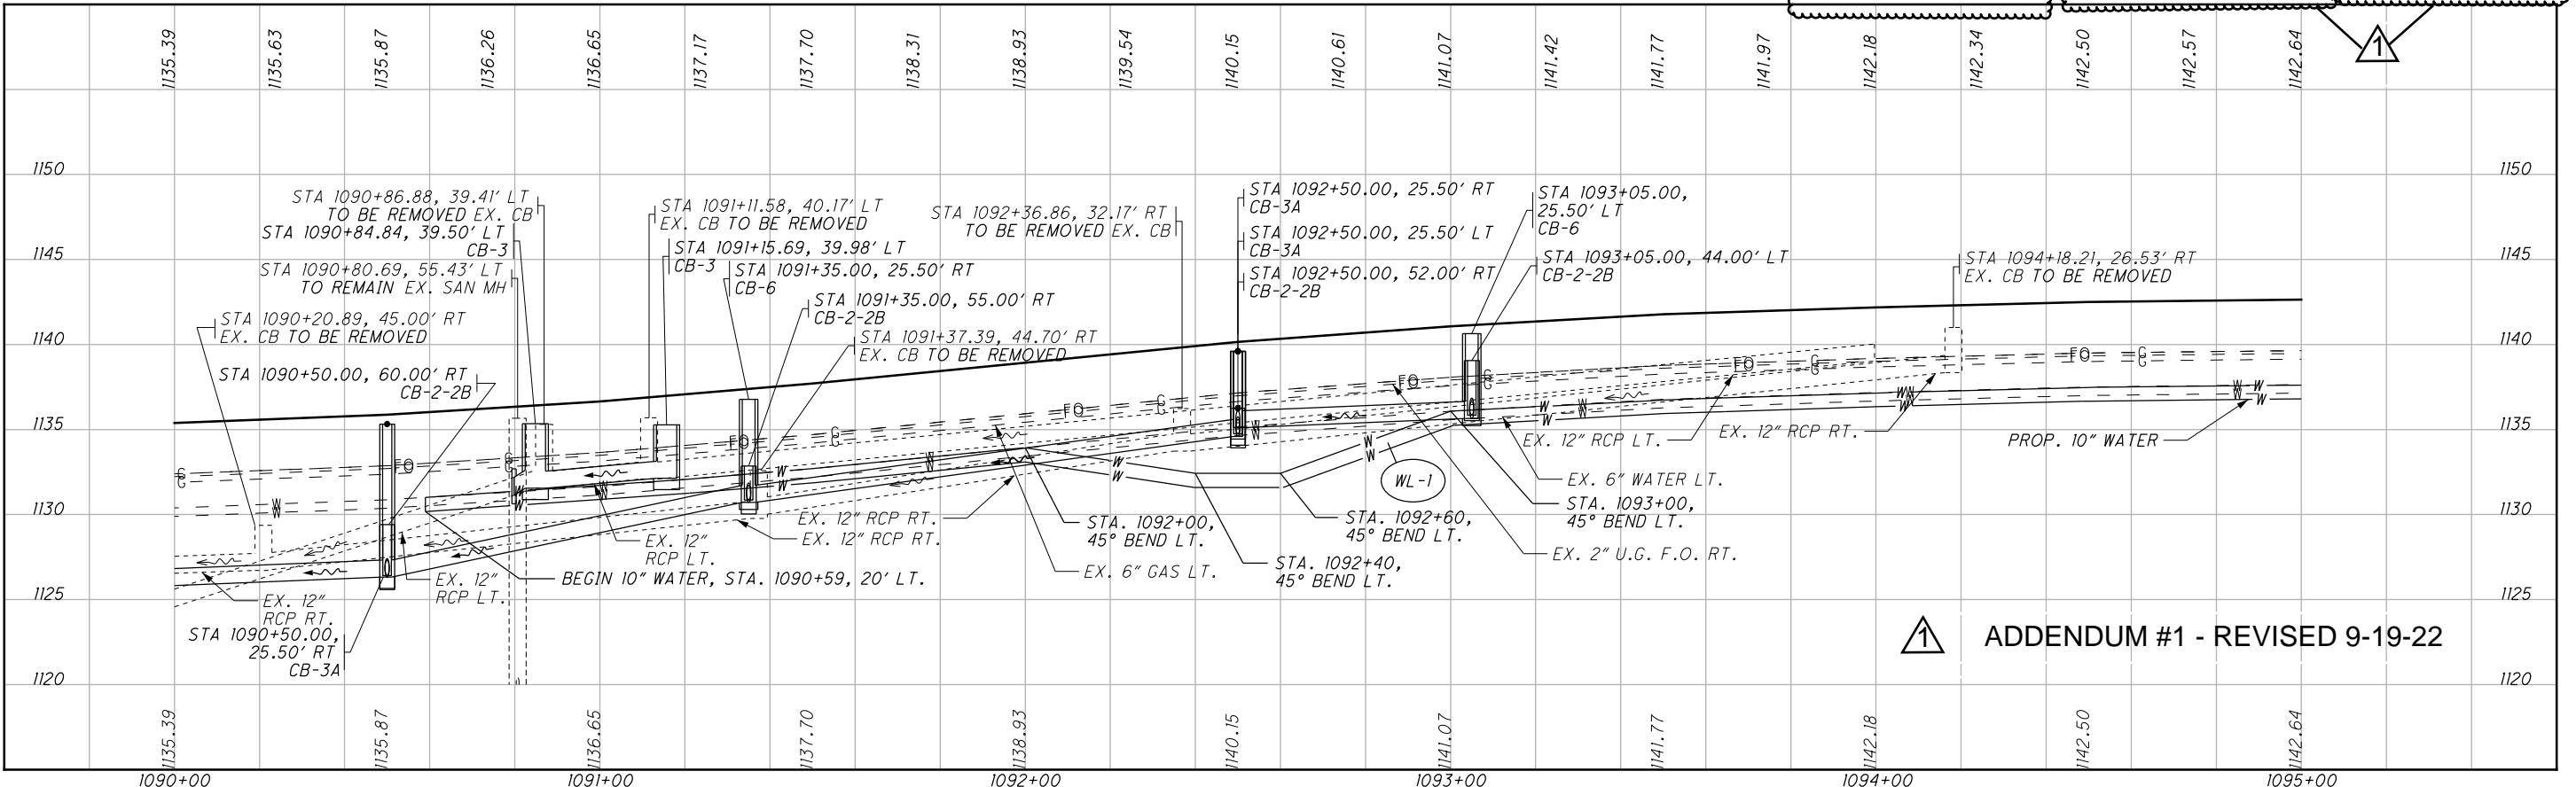 1135.39
1135.63
1135.87
1136.26
1136.65
1137.17
1137.70
1138.31
1138.93
1139.54
1140.15
1140.61
1141.07
1141.42
1141.77
1141.97
1142.18
1142.34
1142.50
1142.57
1142.64
1
1150
1150
STA 1090+86.88, 39.41' LT
TO BE REMOVED EX. CB
STA 1090+84.84, 39.50' LT
CB-3
STA 1090+80.69, 55.43' LT
TO REMAIN EX. SAN MH
STA 1090+20.89, 45.00' RT
EX. CB TO BE REMOVED
STA 1090+50.00, 60.00' RT
CB-2-2B
STA 1091+11.58, 40.17' LT
EX. CB TO BE REMOVED
STA 1091+15.69, 39.98' LT
CB-3
STA 1091+35.00, 25.50' RT
CB-6
STA 1091+35.00, 55.00' RT
CB-2-2B
STA 1091+37.39, 44.70' RT
EX. CB TO BE REMOVED
STA 1092+36.86, 32.17' RT
TO BE REMOVED EX. CB
STA 1092+50.00, 25.50' RT
CB-3A
STA 1092+50.00, 25.50' LT
CB-3A
STA 1092+50.00, 52.00' RT
CB-2-2B
STA 1093+05.00,
25.50' LT
CB-6
STA 1093+05.00, 44.00' LT
CB-2-2B
STA 1094+18.21, 26.53' RT
EX. CB TO BE REMOVED
1145
1145
1140
1140
1135
1135
1130
1130
1125
1125
1120
1120
EX. 12" RCP LT.
EX. 12" RCP RT.
PROP. 10" WATER
EX. 6" WATER LT.
WL-1
STA. 1093+00,
45° BEND LT.
EX. 2" U.G. F.O. RT.
STA. 1092+60,
45° BEND LT.
STA. 1092+40,
45° BEND LT.
STA. 1092+00,
45° BEND LT.
EX. 6" GAS LT.
EX. 12" RCP RT.
EX. 12" RCP RT.
EX. 12"
RCP LT.
BEGIN 10" WATER, STA. 1090+59, 20' LT.
EX. 12"
RCP LT.
EX. 12"
RCP RT.
STA 1090+50.00,
25.50' RT
CB-3A
1 ADDENDUM #1 - REVISED 9-19-22
1135.39
1135.87
1136.65
1137.70
1138.93
1140.15
1141.07
1141.77
1142.18
1142.50
1142.64
1090+00
1091+00
1092+00
1093+00
1094+00
1095+00